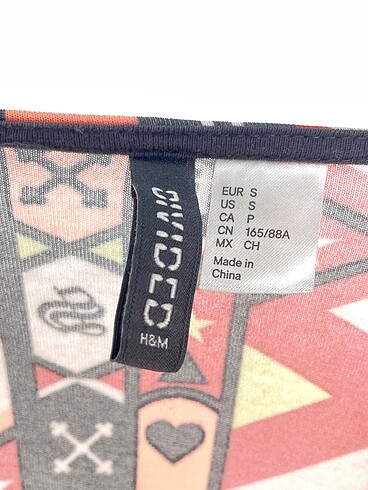 DIVIDED
H&M
EUR S
US S
CA P
CN 165/88A
MX CH
Made in
China